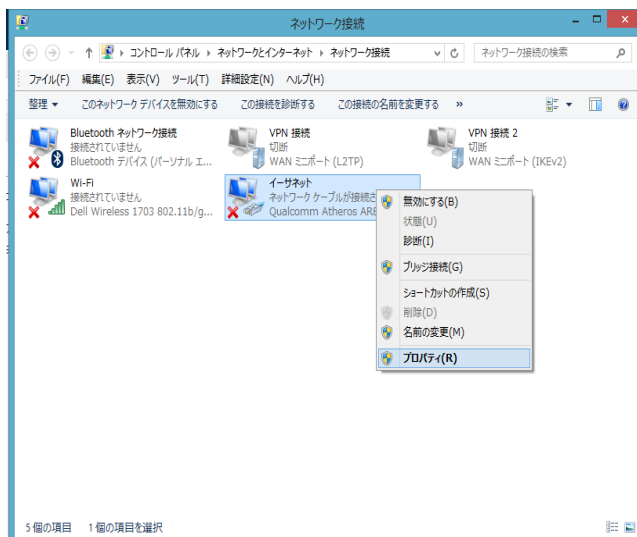 ネットワーク接続
コントロール パネル ネットワークとインターネット ネットワーク接続 ネットワーク接続の検索
ファイル(F) 編集(E) 表示(V) ツール(T) 詳細設定(N) ヘルプ(H)
整理 このネットワーク デバイスを無効にする この接続を診断する この接続の名前を変更する »
Bluetooth ネットワーク接続
接続されていません
Bluetooth デバイス (パーソナル エ...
VPN 接続
切断
WAN ミニポート (L2TP)
VPN 接続 2
切断
WAN ミニポート (IKEv2)
Wi-Fi
接続されていません
Dell Wireless 1703 802.11b/g...
イーサネット
ネットワーク ケーブルが接続さ
Qualcomm Atheros AR8
無効にする(B)
状態(U)
診断(I)
ブリッジ接続(G)
ショートカットの作成(S)
削除(D)
名前の変更(M)
プロパティ(R)
5 個の項目 1 個の項目を選択